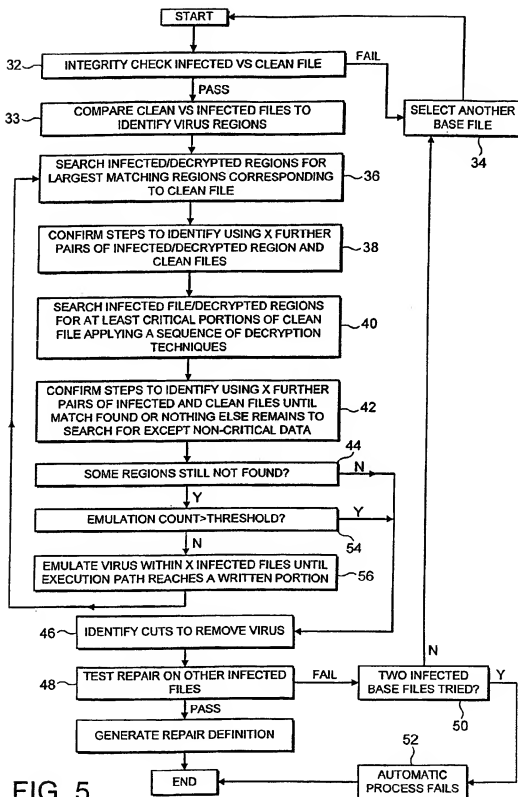 START
32
INTEGRITY CHECK INFECTED VS CLEAN FILE
FAIL
PASS
33
COMPARE CLEAN VS INFECTED FILES TO
IDENTIFY VIRUS REGIONS
SELECT ANOTHER
BASE FILE
34
SEARCH INFECTED/DECRYPTED REGIONS FOR
LARGEST MATCHING REGIONS CORRESPONDING
TO CLEAN FILE
36
CONFIRM STEPS TO IDENTIFY USING X FURTHER
PAIRS OF INFECTED/DECRYPTED REGION AND
CLEAN FILES
38
SEARCH INFECTED FILE/DECRYPTED REGIONS
FOR AT LEAST CRITICAL PORTIONS OF CLEAN
FILE APPLYING A SEQUENCE OF DECRYPTION
TECHNIQUES
40
CONFIRM STEPS TO IDENTIFY USING X FURTHER
PAIRS OF INFECTED AND CLEAN FILES UNTIL
MATCH FOUND OR NOTHING ELSE REMAINS TO
SEARCH FOR EXCEPT NON-CRITICAL DATA
42
44
SOME REGIONS STILL NOT FOUND?
N
Y
EMULATION COUNT>THRESHOLD?
Y
54
N
EMULATE VIRUS WITHIN X INFECTED FILES UNTIL
EXECUTION PATH REACHES A WRITTEN PORTION
56
46
IDENTIFY CUTS TO REMOVE VIRUS
N
48
TEST REPAIR ON OTHER INFECTED
FILES
FAIL
TWO INFECTED
BASE FILES TRIED?
Y
50
PASS
GENERATE REPAIR DEFINITION
52
END
AUTOMATIC
PROCESS FAILS
FIG. 5